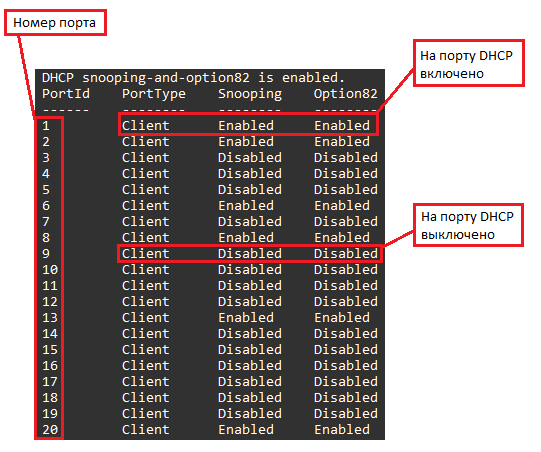 Номер порта
На порту DHCP
включено
DHCP snooping-and-option82 is enabled.
PortId PortType Snooping Option82
------ -------- -------- --------
1 Client Enabled Enabled
2 Client Enabled Enabled
3 Client Disabled Disabled
4 Client Disabled Disabled
5 Client Disabled Disabled
6 Client Enabled Enabled
7 Client Disabled Disabled
8 Client Enabled Enabled
На порту DHCP
выключено
9 Client Disabled Disabled
10 Client Disabled Disabled
11 Client Disabled Disabled
12 Client Disabled Disabled
13 Client Enabled Enabled
14 Client Disabled Disabled
15 Client Disabled Disabled
16 Client Disabled Disabled
17 Client Disabled Disabled
18 Client Disabled Disabled
19 Client Disabled Disabled
20 Client Enabled Enabled